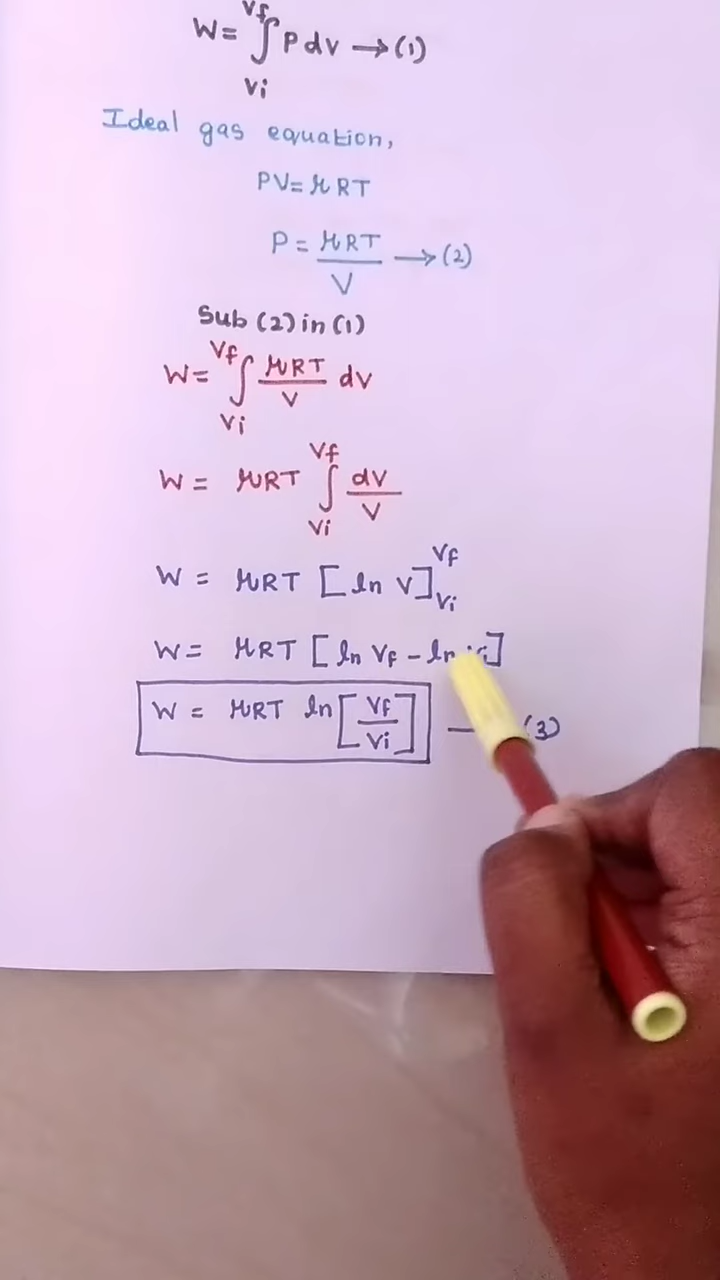 W = ∫ Vf Vi P dV → (1)
Ideal gas equation,
PV = μRT
P = μRT / V → (2)
Sub (2) in (1)
W = ∫ Vf Vi μRT / V dV
W = μRT ∫ Vf Vi dV / V
W = μRT [ln V] Vf Vi
W = μRT [ln Vf - ln
W = μRT ln [Vf / Vi] — (3)